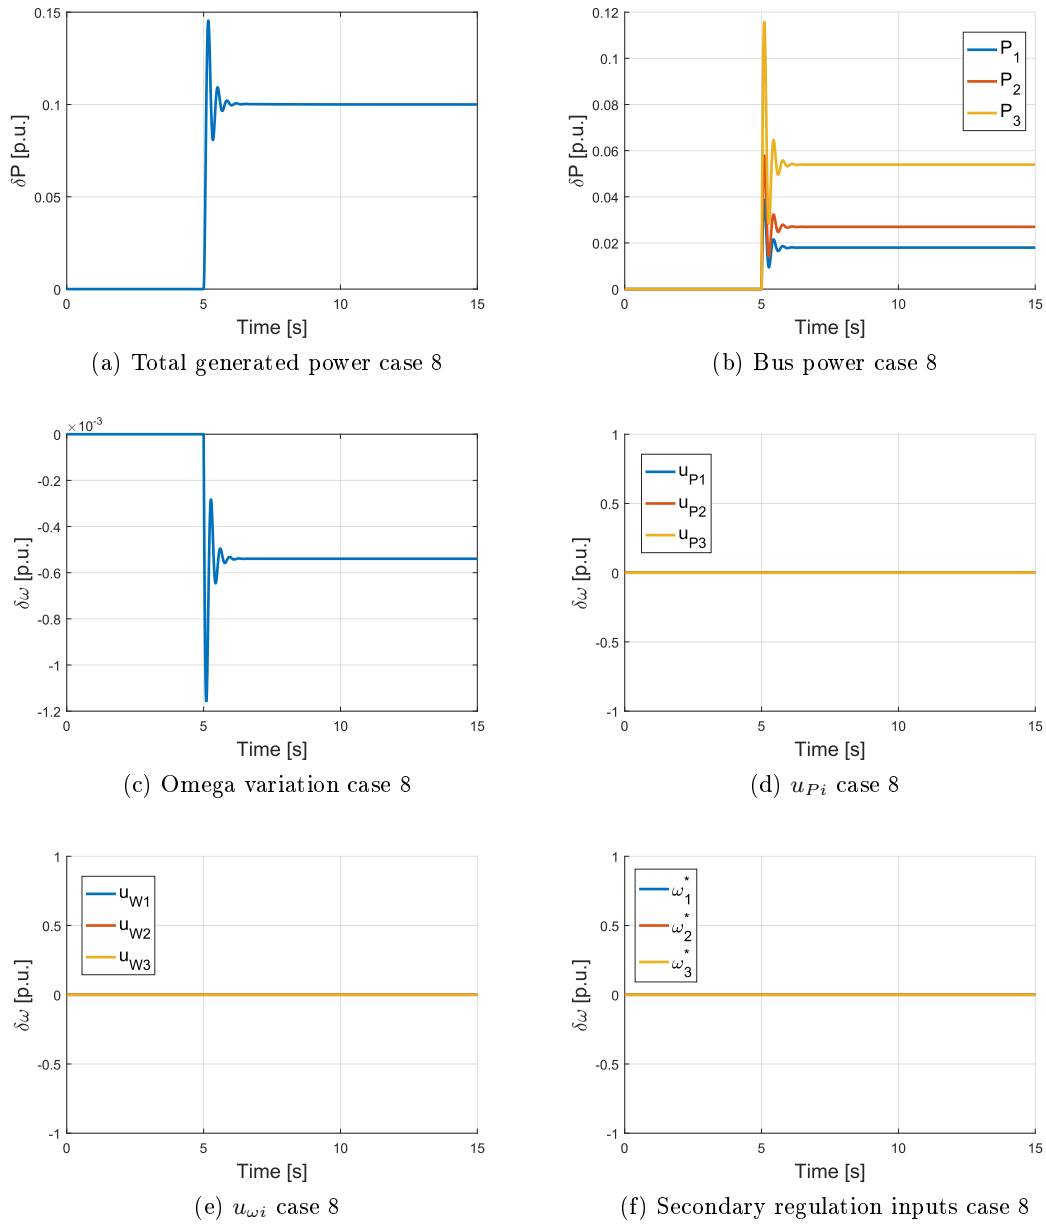 0.15
0.1
0.05
0
δP [p.u.]
0 5 10 15
Time [s]
(a) Total generated power case 8
0.12
0.1
0.08
0.06
0.04
0.02
0
δP [p.u.]
P1
P2
P3
0 5 10 15
Time [s]
(b) Bus power case 8
×10-3
0
-0.2
-0.4
-0.6
-0.8
-1
-1.2
δω [p.u.]
0 5 10 15
Time [s]
(c) Omega variation case 8
1
0.5
0
-0.5
-1
δω [p.u.]
uP1
uP2
uP3
0 5 10 15
Time [s]
(d) uPi case 8
1
0.5
0
-0.5
-1
δω [p.u.]
uW1
uW2
uW3
0 5 10 15
Time [s]
(e) uωi case 8
1
0.5
0
-0.5
-1
δω [p.u.]
ω1*
ω2*
ω3*
0 5 10 15
Time [s]
(f) Secondary regulation inputs case 8